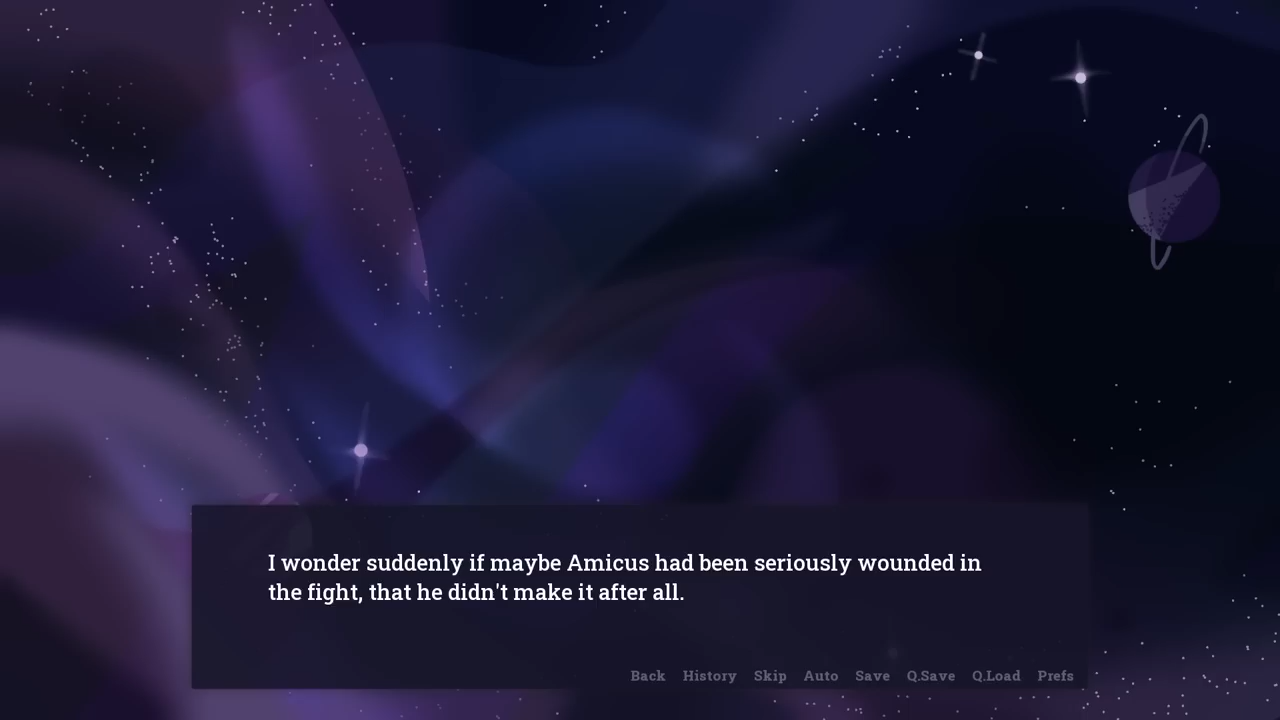 I wonder suddenly if maybe Amicus had been seriously wounded in
the fight, that he didn't make it after all.
Back History Skip Auto Save Q.Save Q.Load Prefs